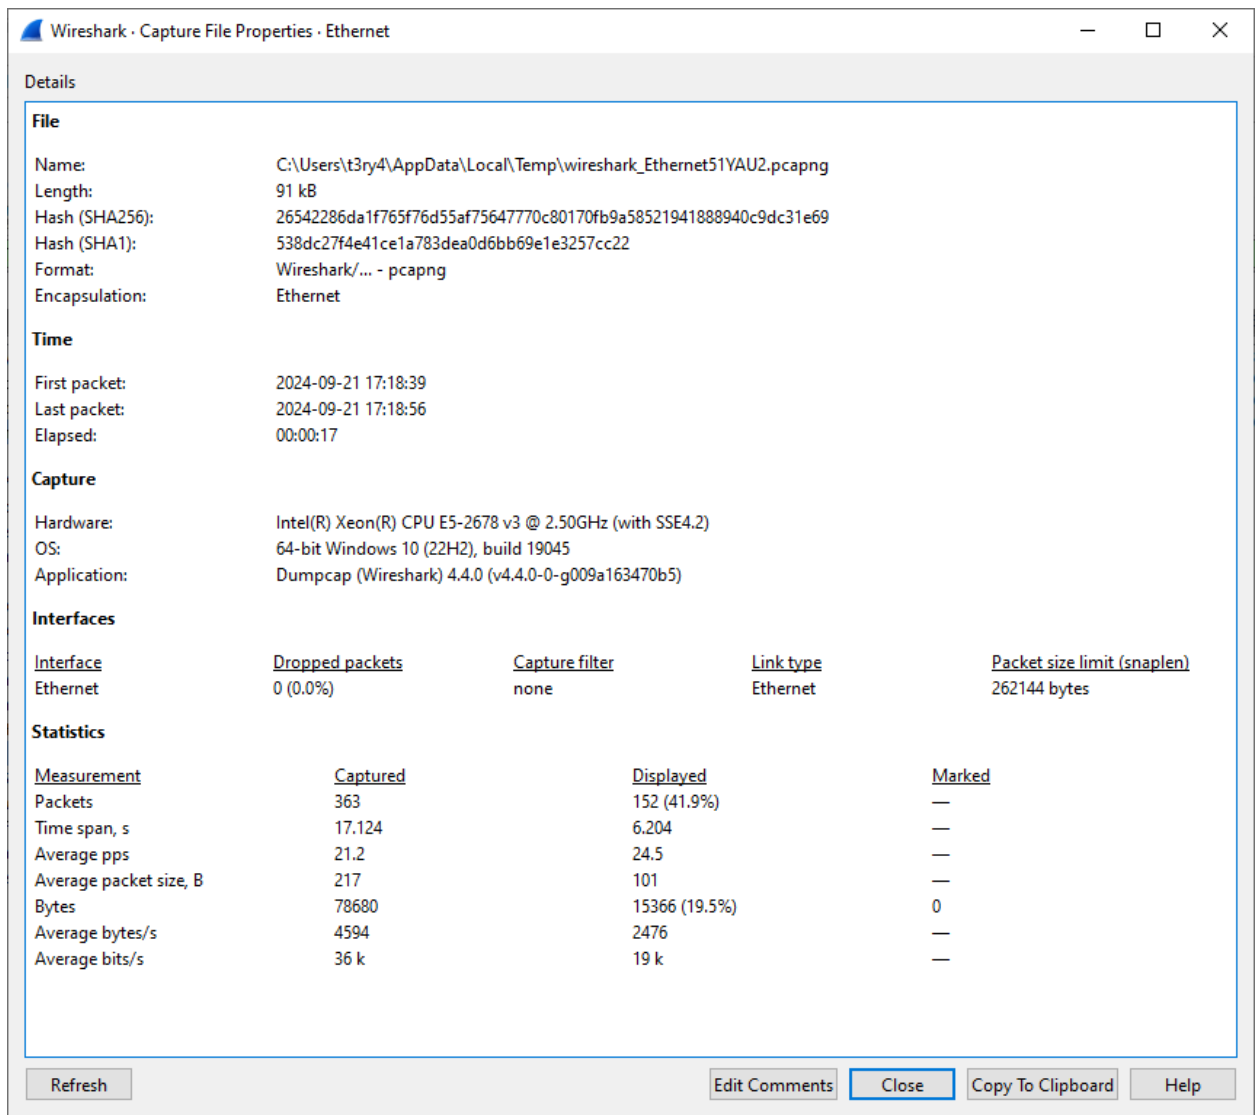 Wireshark · Capture File Properties · Ethernet
Details
File
Name: C:\Users\t3ry4\AppData\Local\Temp\wireshark_Ethernet51YAU2.pcapng
Length: 91 kB
Hash (SHA256): 26542286da1f765f76d55af75647770c80170fb9a58521941888940c9dc31e69
Hash (SHA1): 538dc27f4e41ce1a783dea0d6bb69e1e3257cc22
Format: Wireshark/... - pcapng
Encapsulation: Ethernet
Time
First packet: 2024-09-21 17:18:39
Last packet: 2024-09-21 17:18:56
Elapsed: 00:00:17
Capture
Hardware: Intel(R) Xeon(R) CPU E5-2678 v3 @ 2.50GHz (with SSE4.2)
OS: 64-bit Windows 10 (22H2), build 19045
Application: Dumpcap (Wireshark) 4.4.0 (v4.4.0-0-g009a163470b5)
Interfaces
Interface Dropped packets Capture filter Link type Packet size limit (snaplen)
Ethernet 0 (0.0%) none Ethernet 262144 bytes
Statistics
Measurement Captured Displayed Marked
Packets 363 152 (41.9%) —
Time span, s 17.124 6.204 —
Average pps 21.2 24.5 —
Average packet size, B 217 101 —
Bytes 78680 15366 (19.5%) 0
Average bytes/s 4594 2476 —
Average bits/s 36 k 19 k —
Refresh Edit Comments Close Copy To Clipboard Help